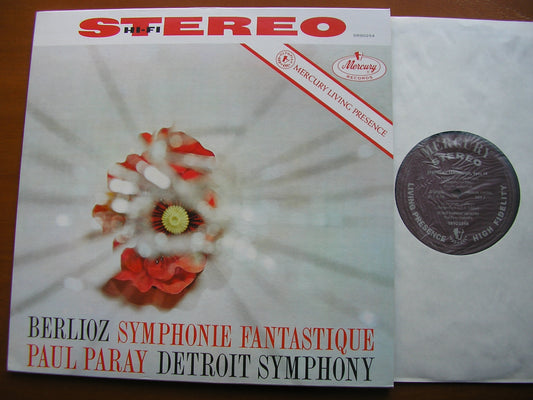 STEREO
HI-FI
SR90254
Mercury
RECORDS
MERCURY LIVING PRESENCE
BERLIOZ SYMPHONIE FANTASTIQUE
PAUL PARAY DETROIT SYMPHONY
MERCURY
STEREO
LIVING PRESENCE
HIGH FIDELITY